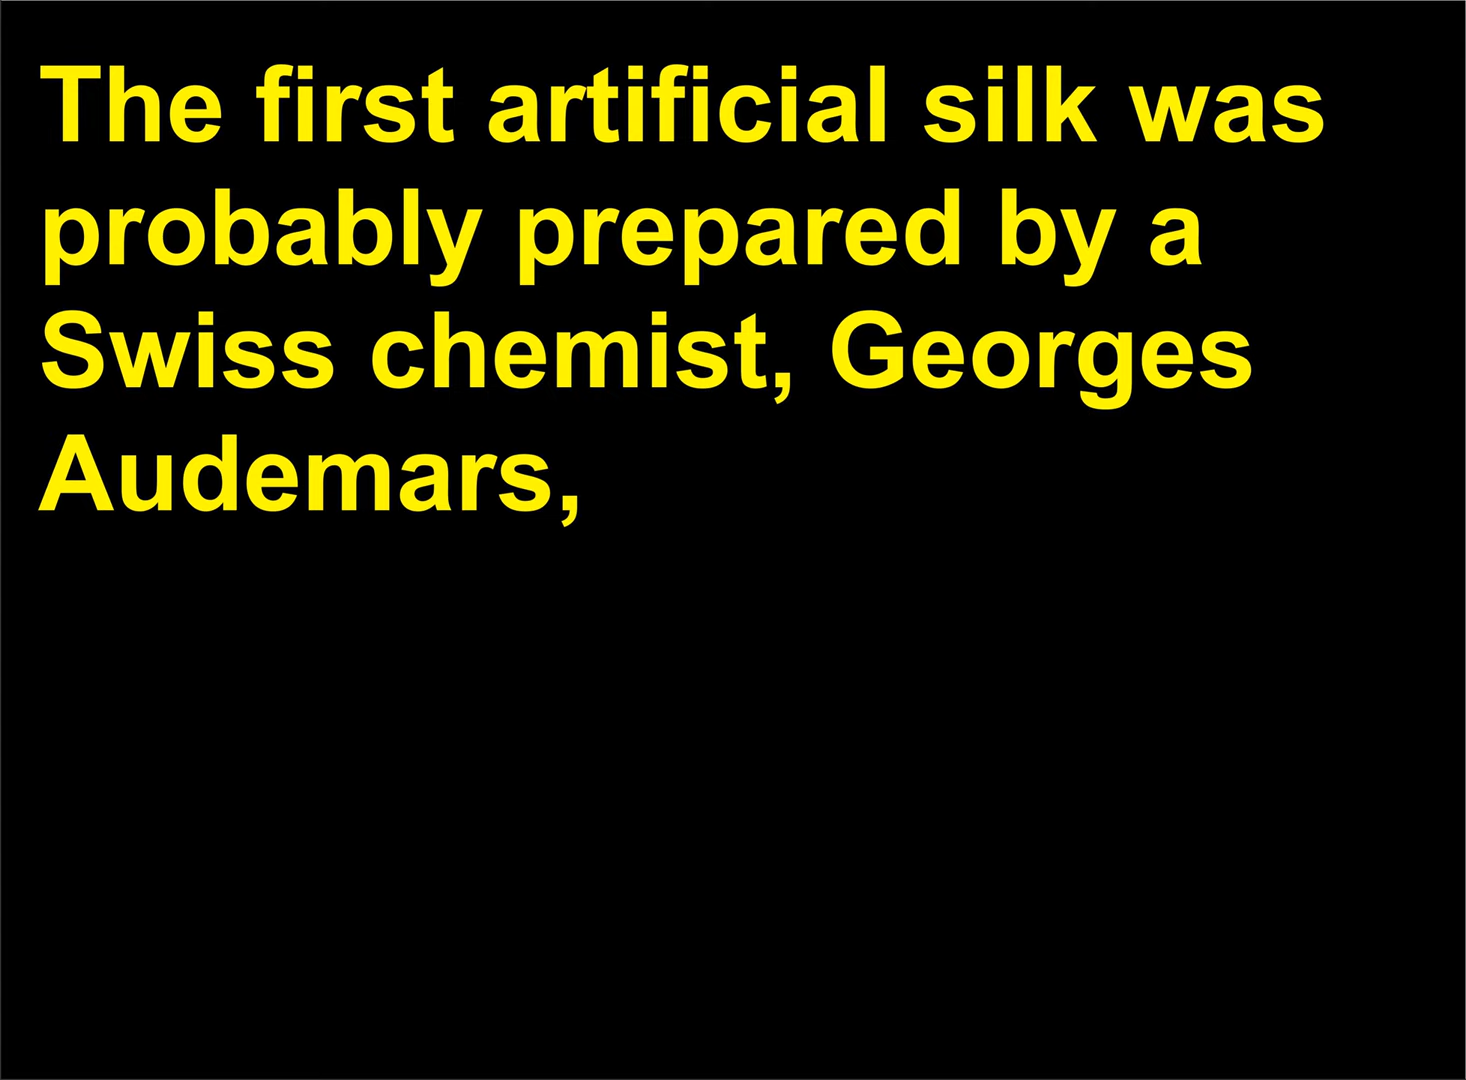 The first artificial silk was
probably prepared by a
Swiss chemist, Georges
Audemars,